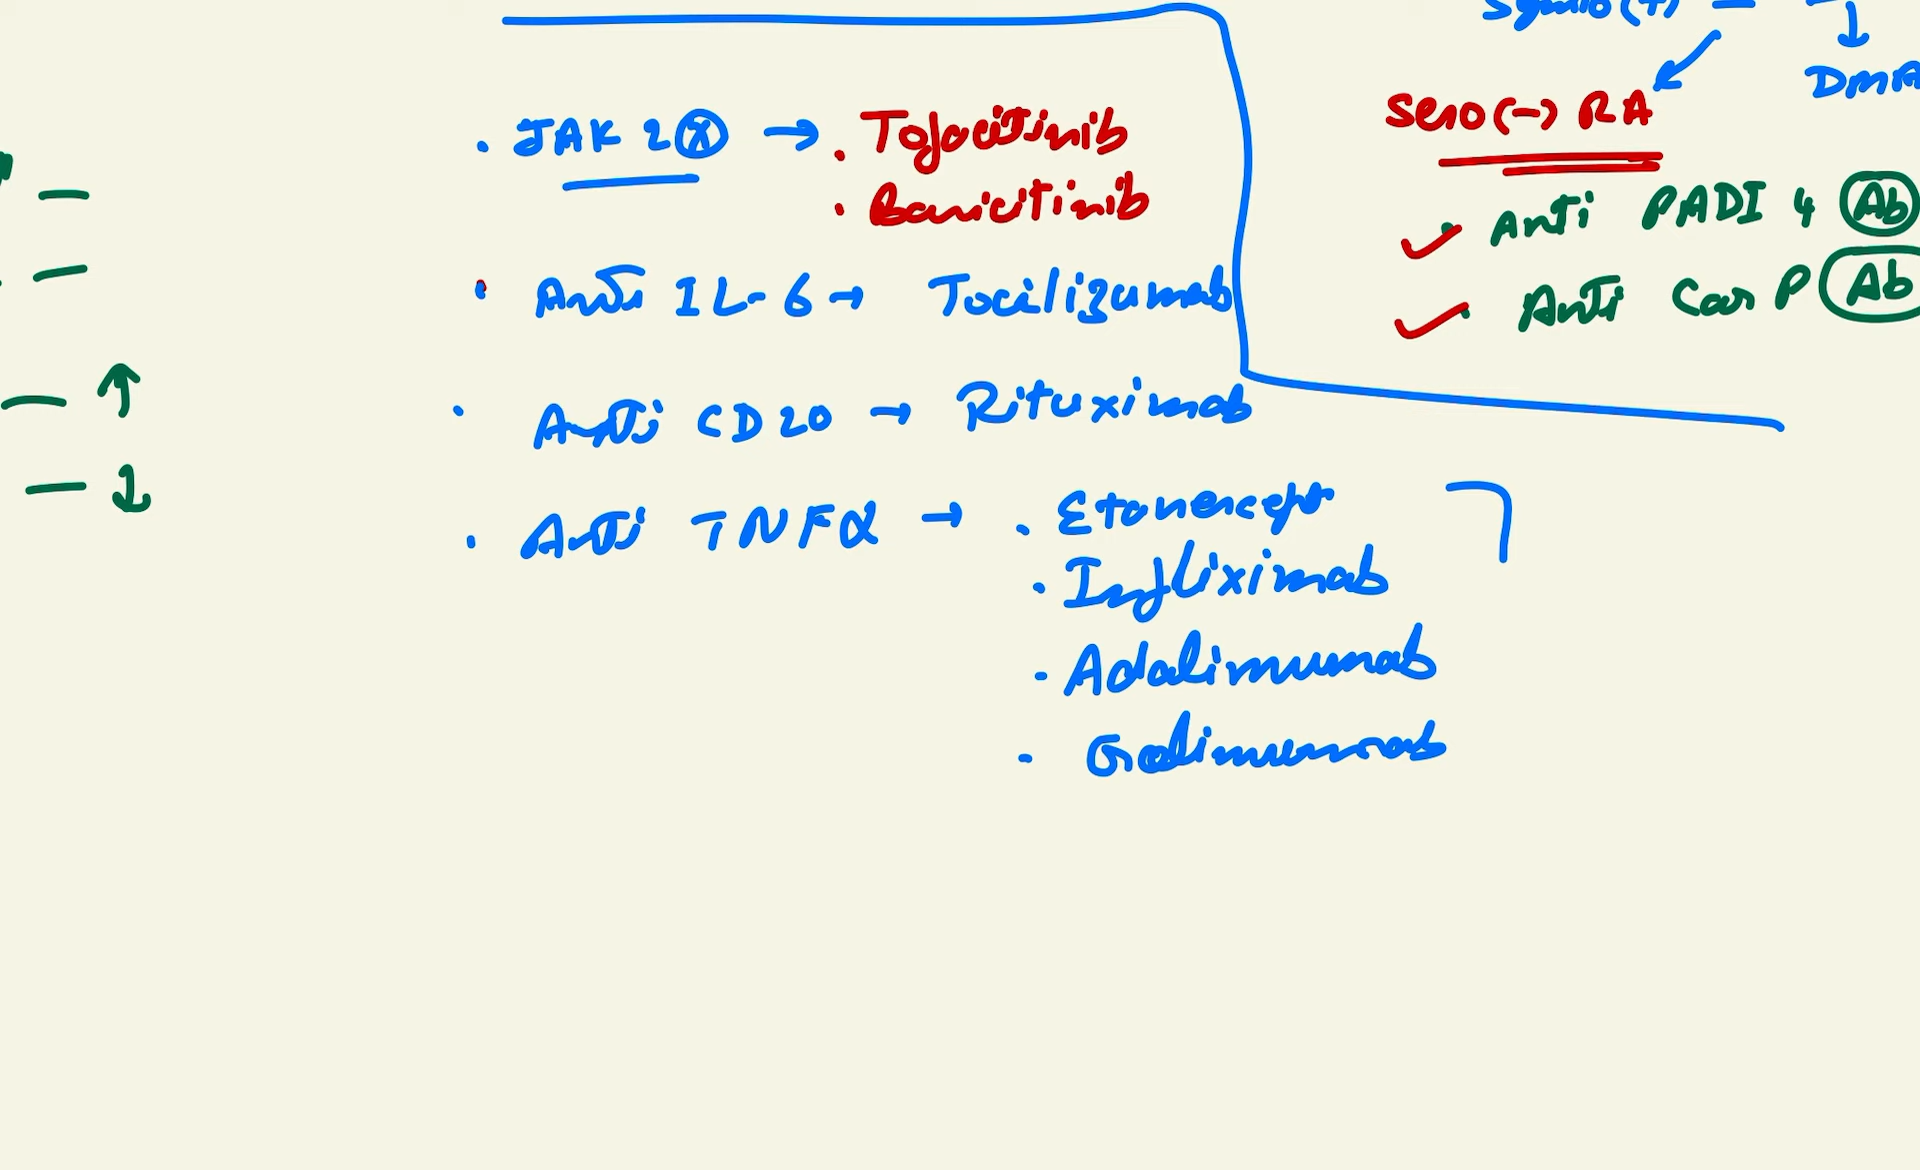 • JAK 2 (x) → • Tofacitinib
• Baricitinib
• Anti IL-6 → Tocilizumab
• Anti CD20 → Rituximab
• Anti TNFα → • Etanercept
• Infliximab
• Adalimumab
• Golimumab
— ↑
— ↓
Sero(-) RA
✓ Anti PADI 4 Ab
✓ Anti Car P Ab